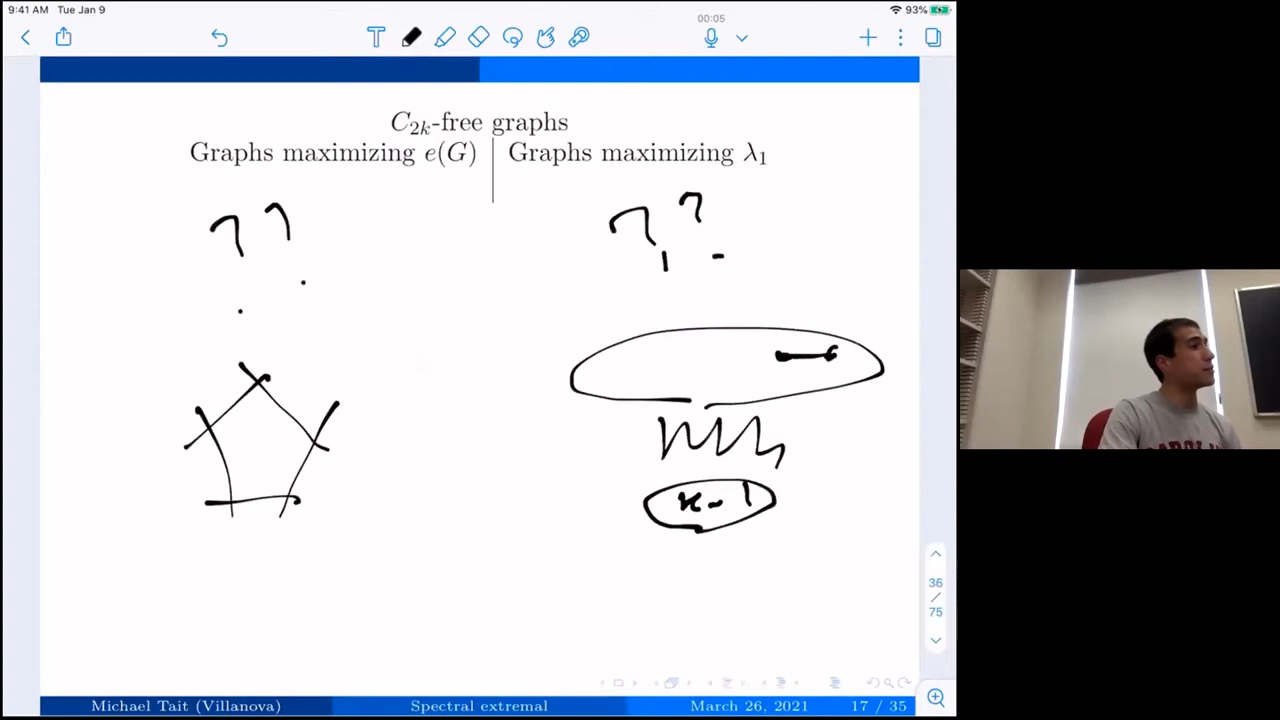 9:41 AM Tue Jan 9
93%
00:05
C₂ₖ-free graphs
Graphs maximizing e(G)
Graphs maximizing λ₁
? ?
? ?
k-1
36
/
75
Michael Tait (Villanova)
Spectral extremal
March 26, 2021
17 / 35